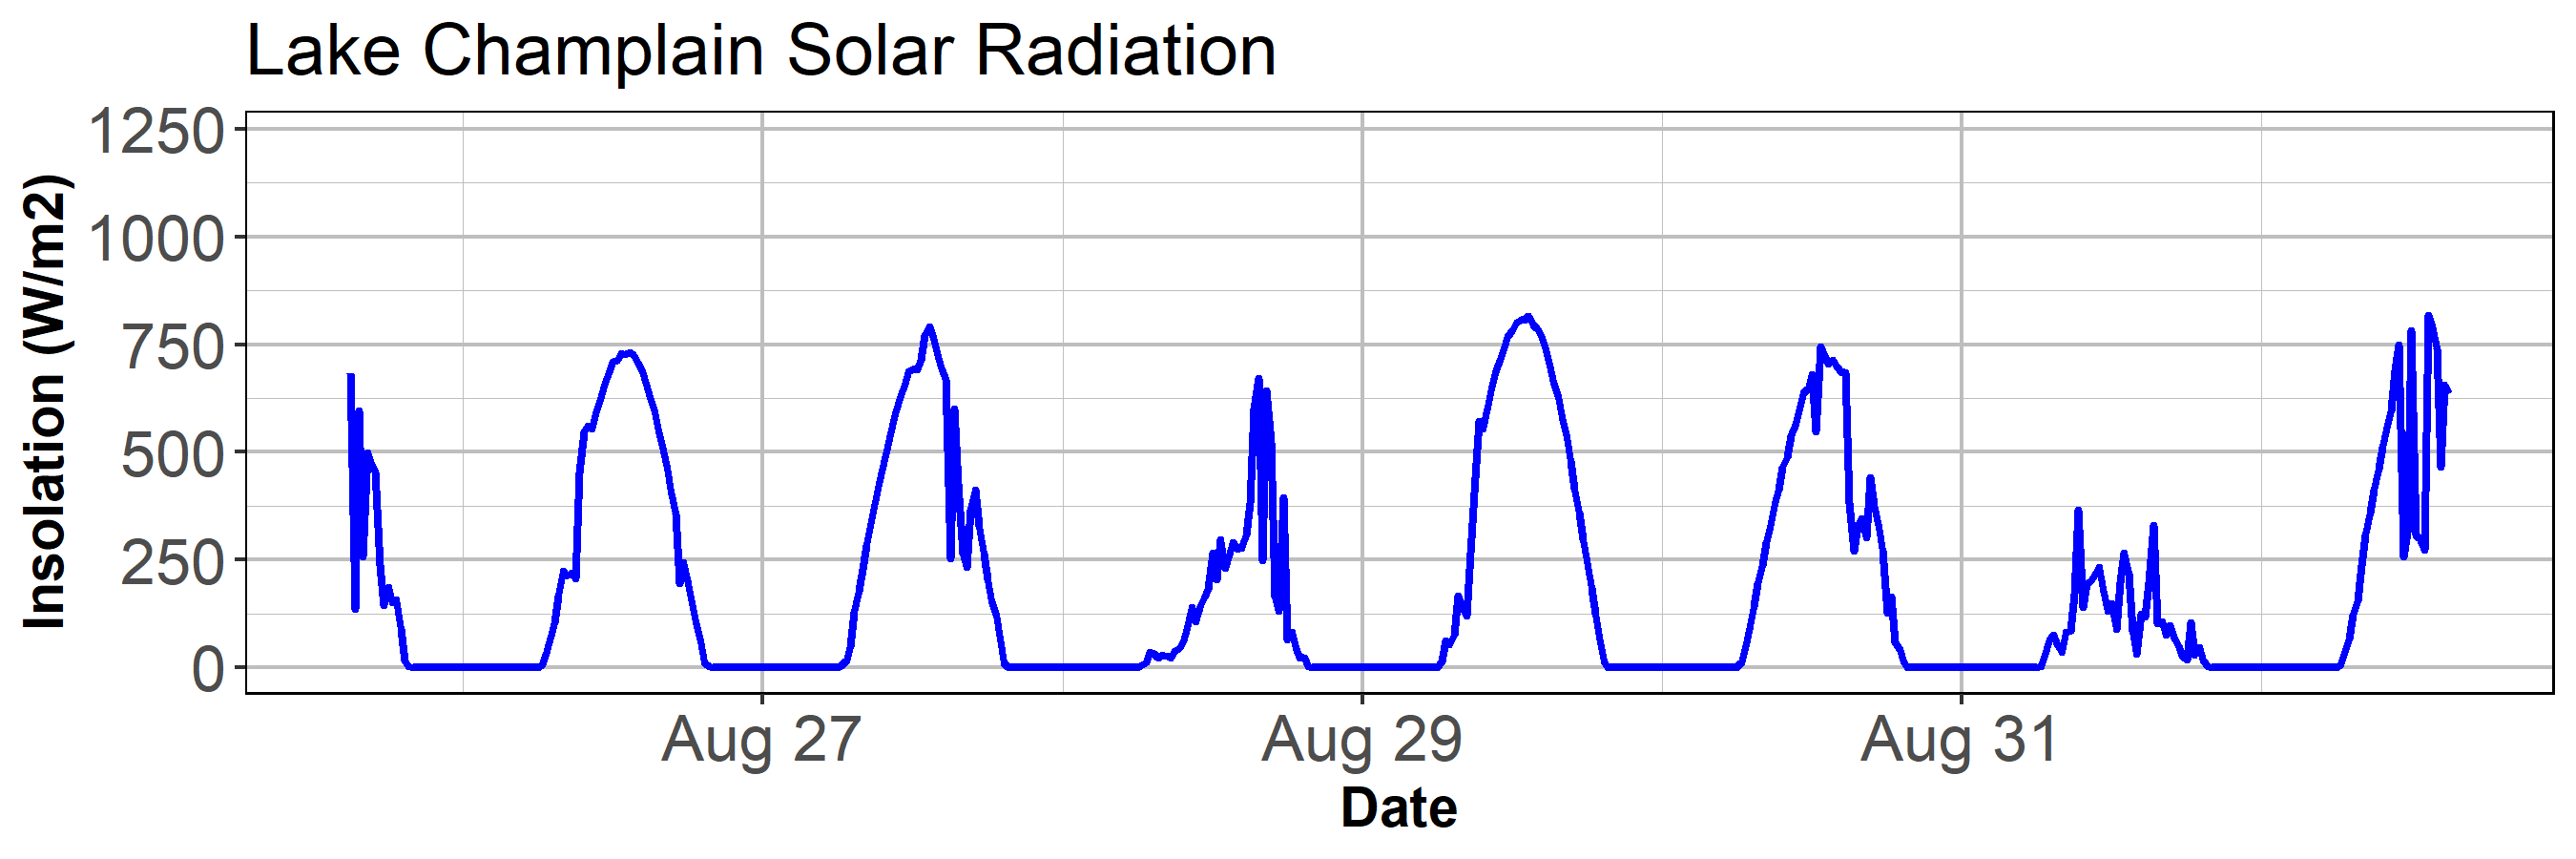 Lake Champlain Solar Radiation
1250
1000
750
500
250
0
Insolation (W/m2)
Aug 27 Aug 29 Aug 31
Date